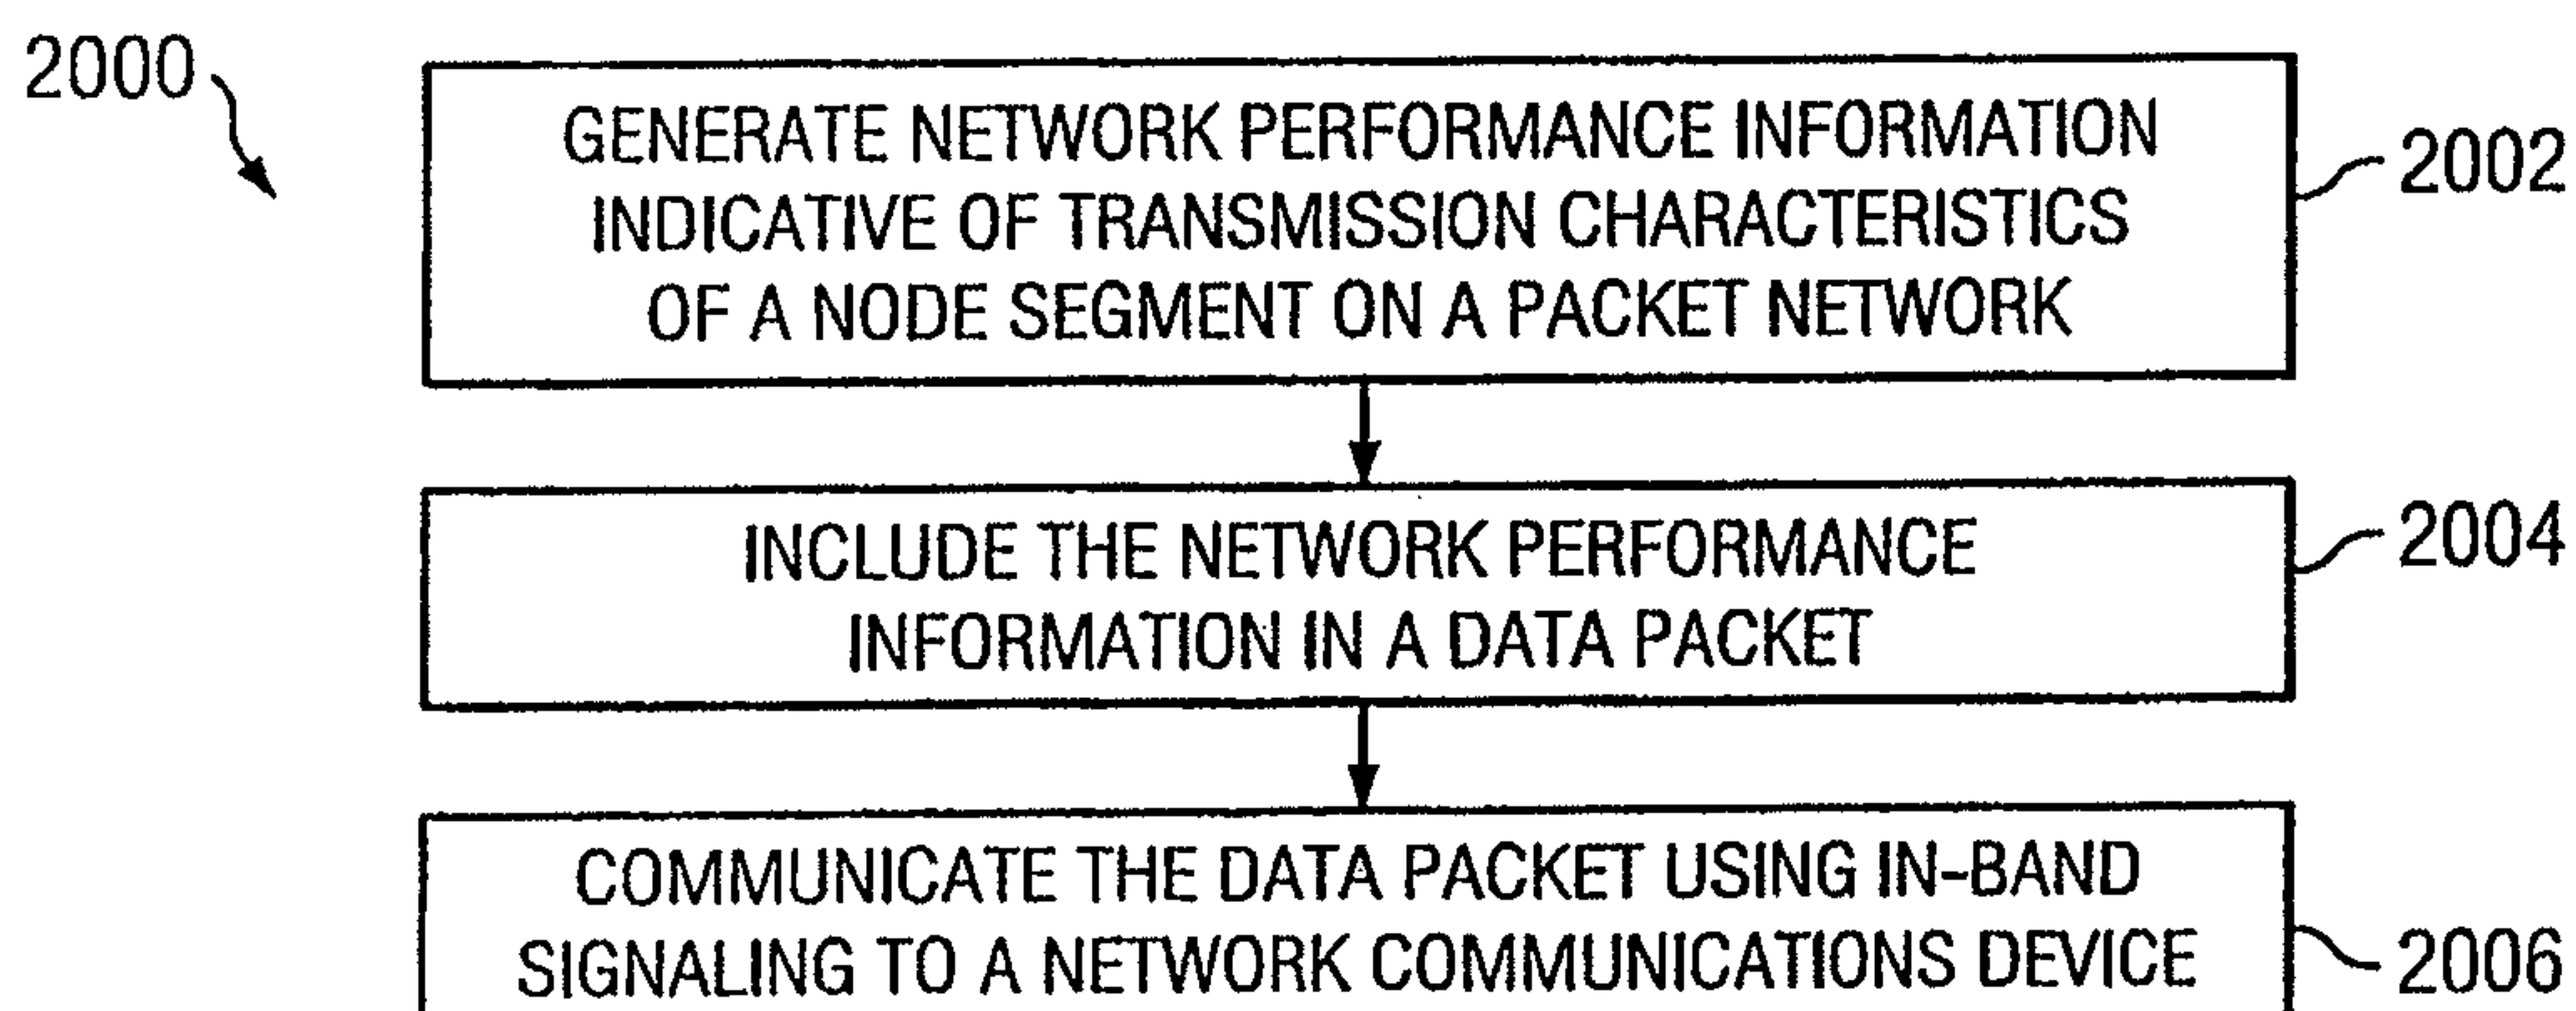 2000
GENERATE NETWORK PERFORMANCE INFORMATION
INDICATIVE OF TRANSMISSION CHARACTERISTICS
OF A NODE SEGMENT ON A PACKET NETWORK
2002
INCLUDE THE NETWORK PERFORMANCE
INFORMATION IN A DATA PACKET
2004
COMMUNICATE THE DATA PACKET USING IN-BAND
SIGNALING TO A NETWORK COMMUNICATIONS DEVICE
2006